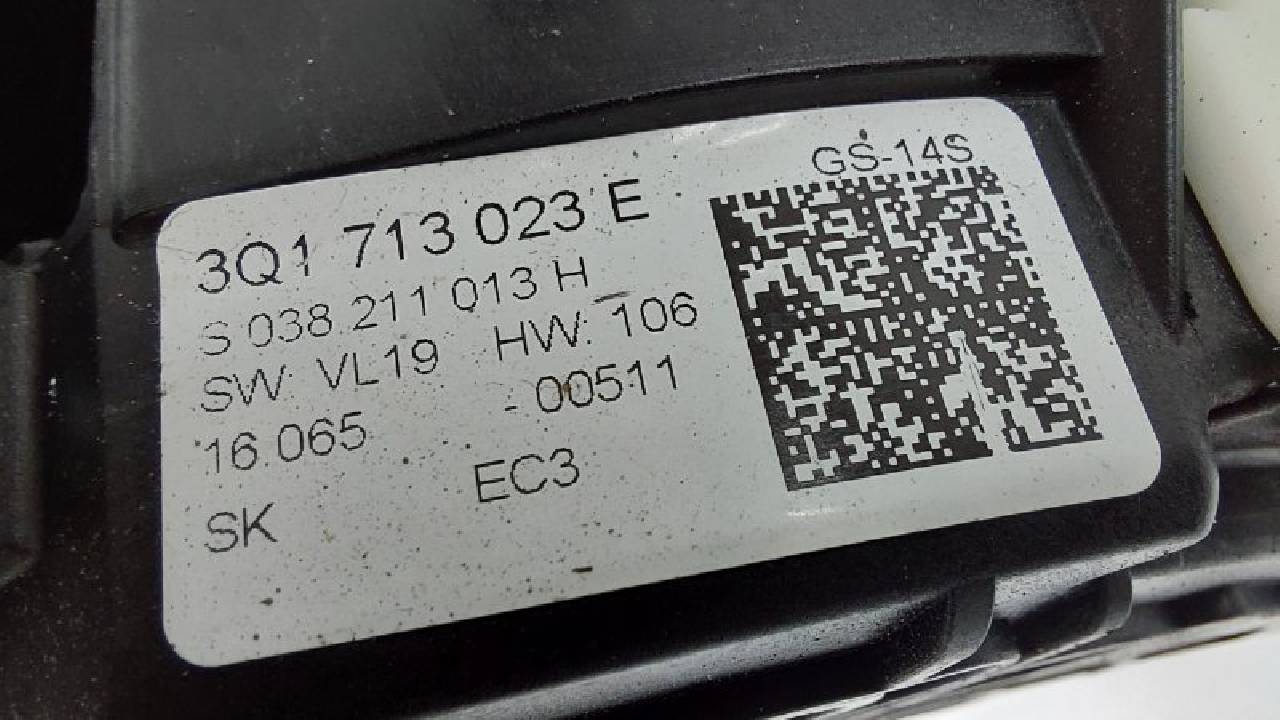 GS-14S
3Q1 713 023 E
S 038 211 013 H
SW: VL19 HW: 106
16 065 - 00511
EC3
SK